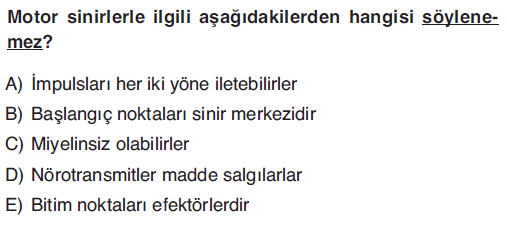 Motor sinirlerle ilgili aşağıdakilerden hangisi söylene-
mez?
A) İmpulsları her iki yöne iletebilirler
B) Başlangıç noktaları sinir merkezidir
C) Miyelinsiz olabilirler
D) Nörotransmitler madde salgılarlar
E) Bitim noktaları efektörlerdir